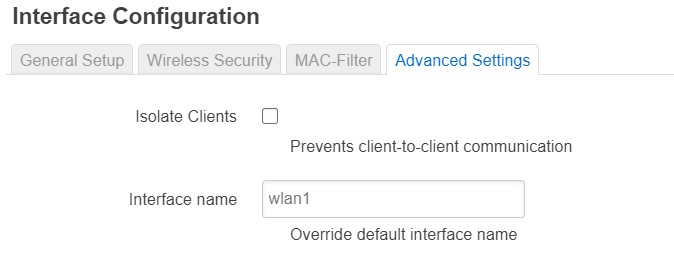 Interface Configuration
General Setup Wireless Security MAC-Filter Advanced Settings
Isolate Clients
Prevents client-to-client communication
Interface name wlan1
Override default interface name